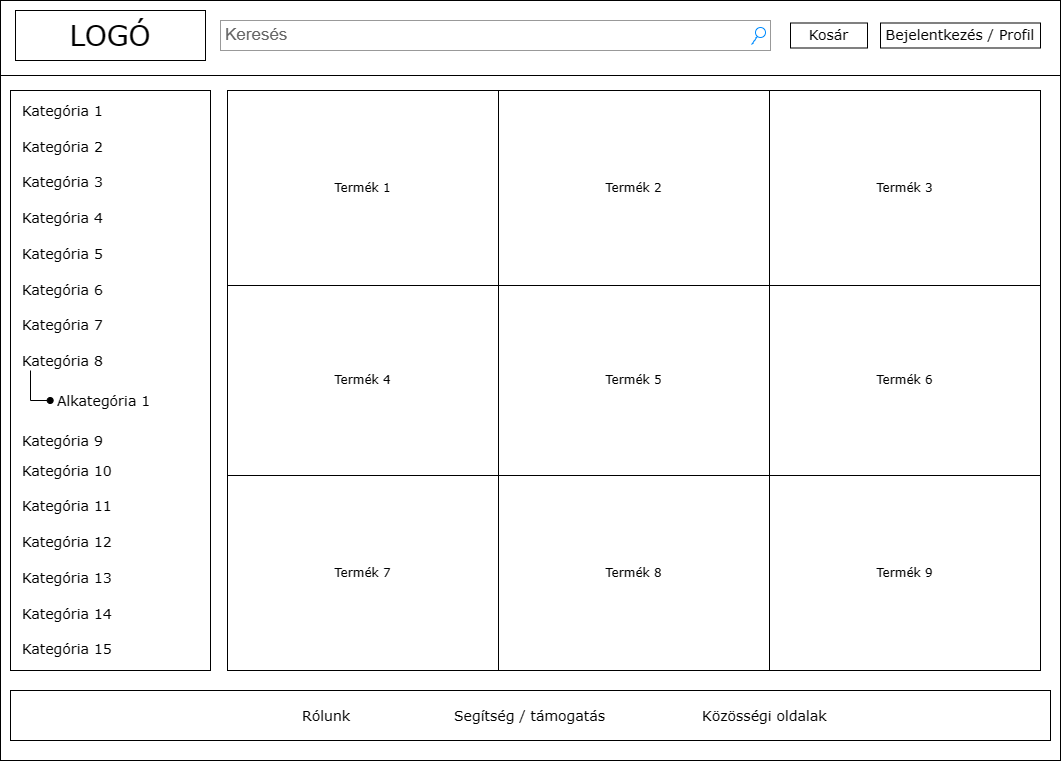 LOGÓ
Keresés
Kosár
Bejelentkezés / Profil
Kategória 1
Kategória 2
Kategória 3
Kategória 4
Kategória 5
Kategória 6
Kategória 7
Kategória 8
Alkategória 1
Kategória 9
Kategória 10
Kategória 11
Kategória 12
Kategória 13
Kategória 14
Kategória 15
Termék 1
Termék 2
Termék 3
Termék 4
Termék 5
Termék 6
Termék 7
Termék 8
Termék 9
Rólunk
Segítség / támogatás
Közösségi oldalak